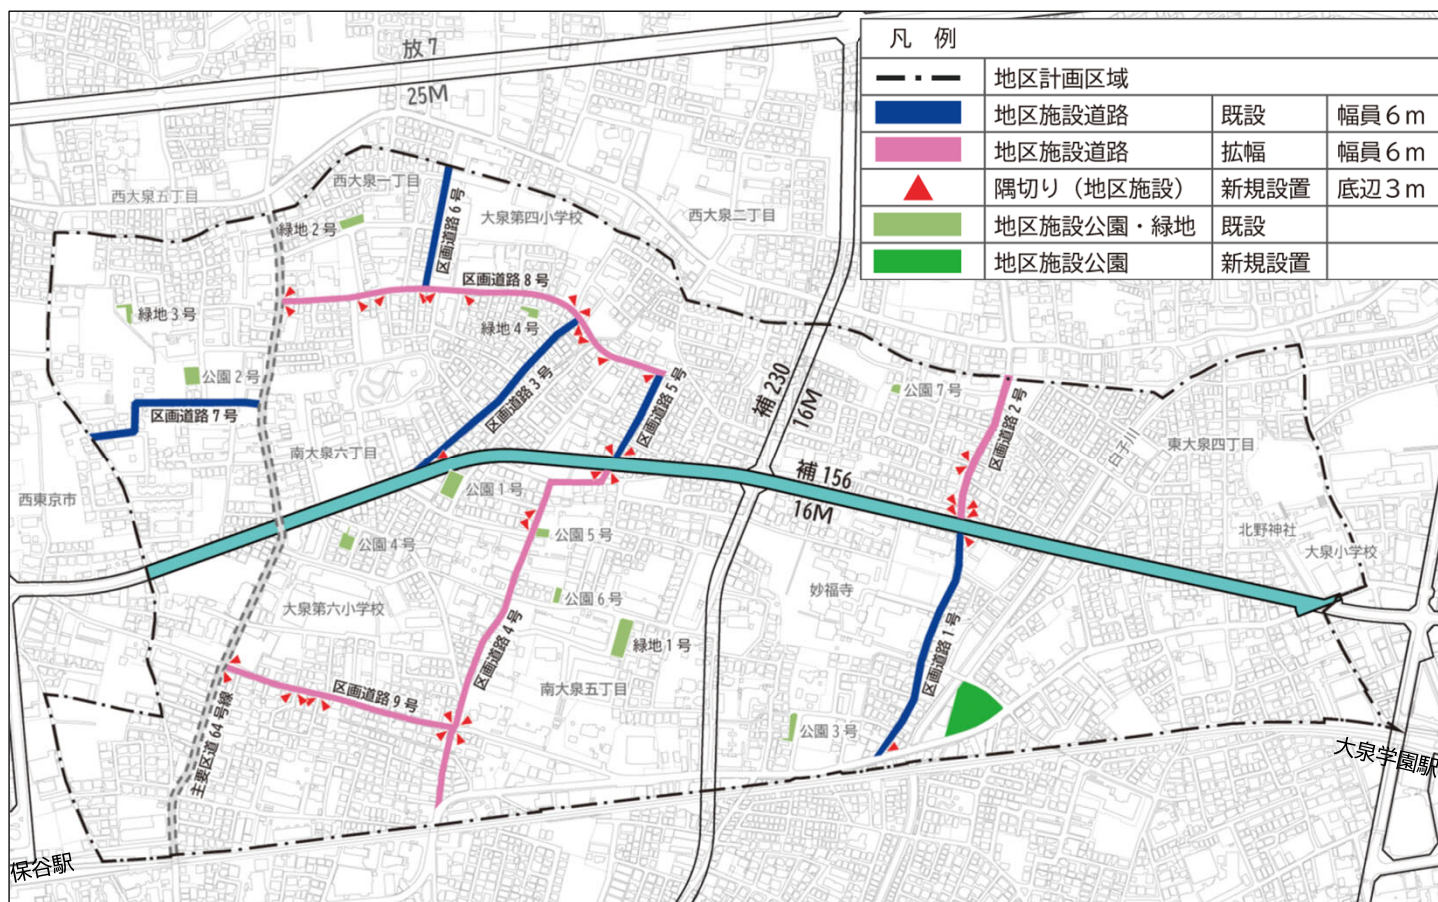 凡 例
地区計画区域
地区施設道路 既設 幅員6m
地区施設道路 拡幅 幅員6m
隅切り（地区施設） 新規設置 底辺3m
地区施設公園・緑地 既設
地区施設公園 新規設置
放7
25M
西大泉五丁目
西大泉一丁目
緑地2号
区画道路6号
大泉第四小学校
西大泉二丁目
区画道路8号
緑地3号
緑地4号
公園2号
区画道路7号
区画道路3号
区画道路5号
補230
16M
公園7号
区画道路2号
白子川
東大泉四丁目
南大泉六丁目
西東京市
公園1号
補156
16M
北野神社
大泉小学校
公園4号
公園5号
大泉第六小学校
公園6号
妙福寺
緑地1号
区画道路4号
区画道路1号
南大泉五丁目
区画道路9号
主要区道64号線
公園3号
大泉学園駅
保谷駅